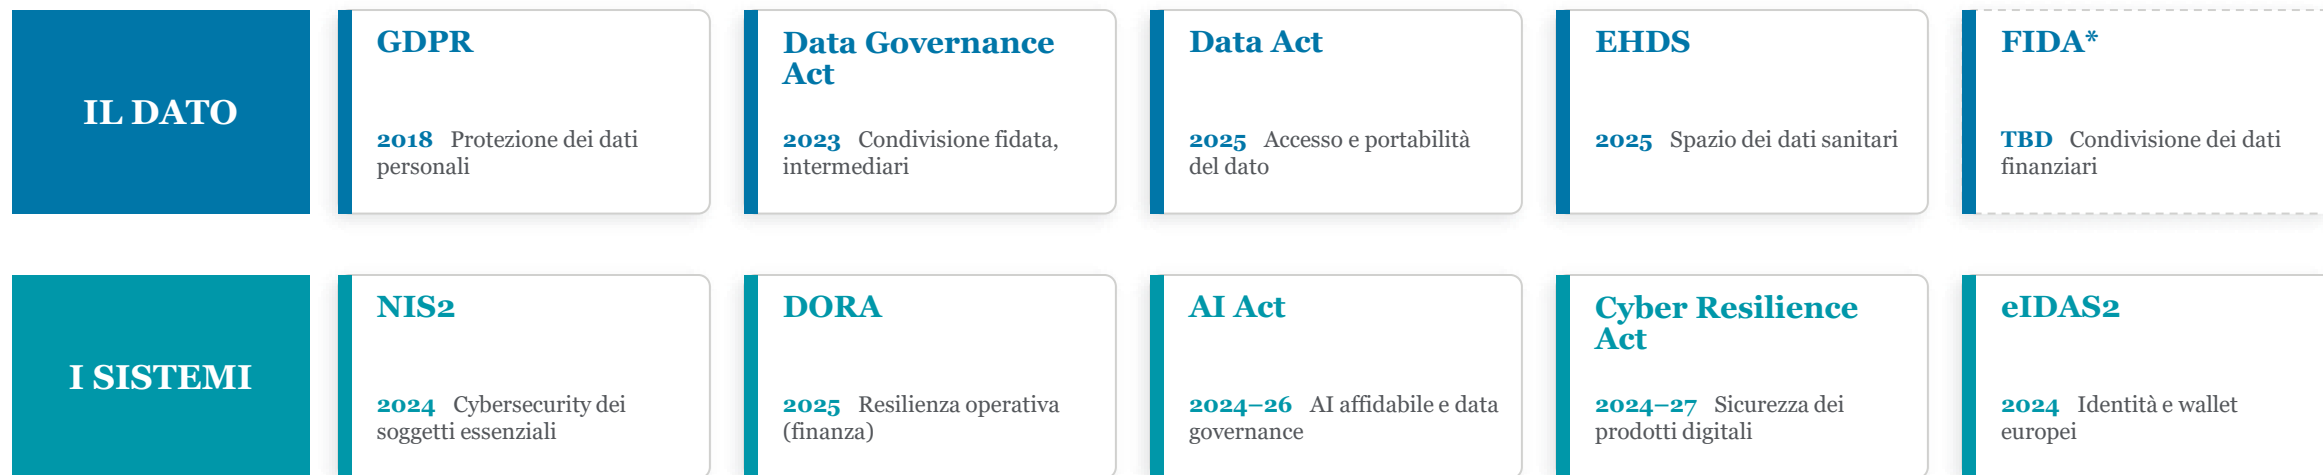 IL DATO
GDPR
2018 Protezione dei dati
personali
Data Governance
Act
2023 Condivisione fidata,
intermediari
Data Act
2025 Accesso e portabilità
del dato
EHDS
2025 Spazio dei dati sanitari
FIDA*
TBD Condivisione dei dati
finanziari
I SISTEMI
NIS2
2024 Cybersecurity dei
soggetti essenziali
DORA
2025 Resilienza operativa
(finanza)
AI Act
2024–26 AI affidabile e data
governance
Cyber Resilience
Act
2024–27 Sicurezza dei
prodotti digitali
eIDAS2
2024 Identità e wallet
europei